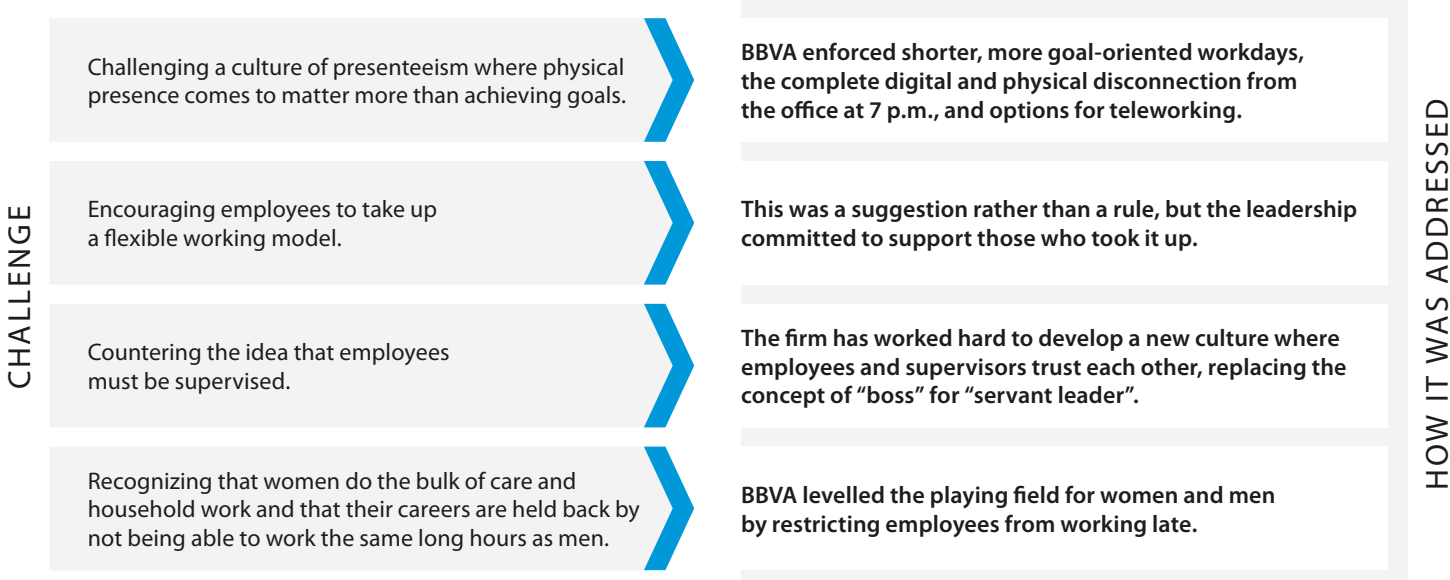 CHALLENGE
Challenging a culture of presenteeism where physical
presence comes to matter more than achieving goals.
BBVA enforced shorter, more goal-oriented workdays,
the complete digital and physical disconnection from
the office at 7 p.m., and options for teleworking.
Encouraging employees to take up
a flexible working model.
This was a suggestion rather than a rule, but the leadership
committed to support those who took it up.
Countering the idea that employees
must be supervised.
The firm has worked hard to develop a new culture where
employees and supervisors trust each other, replacing the
concept of “boss” for “servant leader”.
Recognizing that women do the bulk of care and
household work and that their careers are held back by
not being able to work the same long hours as men.
BBVA levelled the playing field for women and men
by restricting employees from working late.
HOW IT WAS ADDRESSED